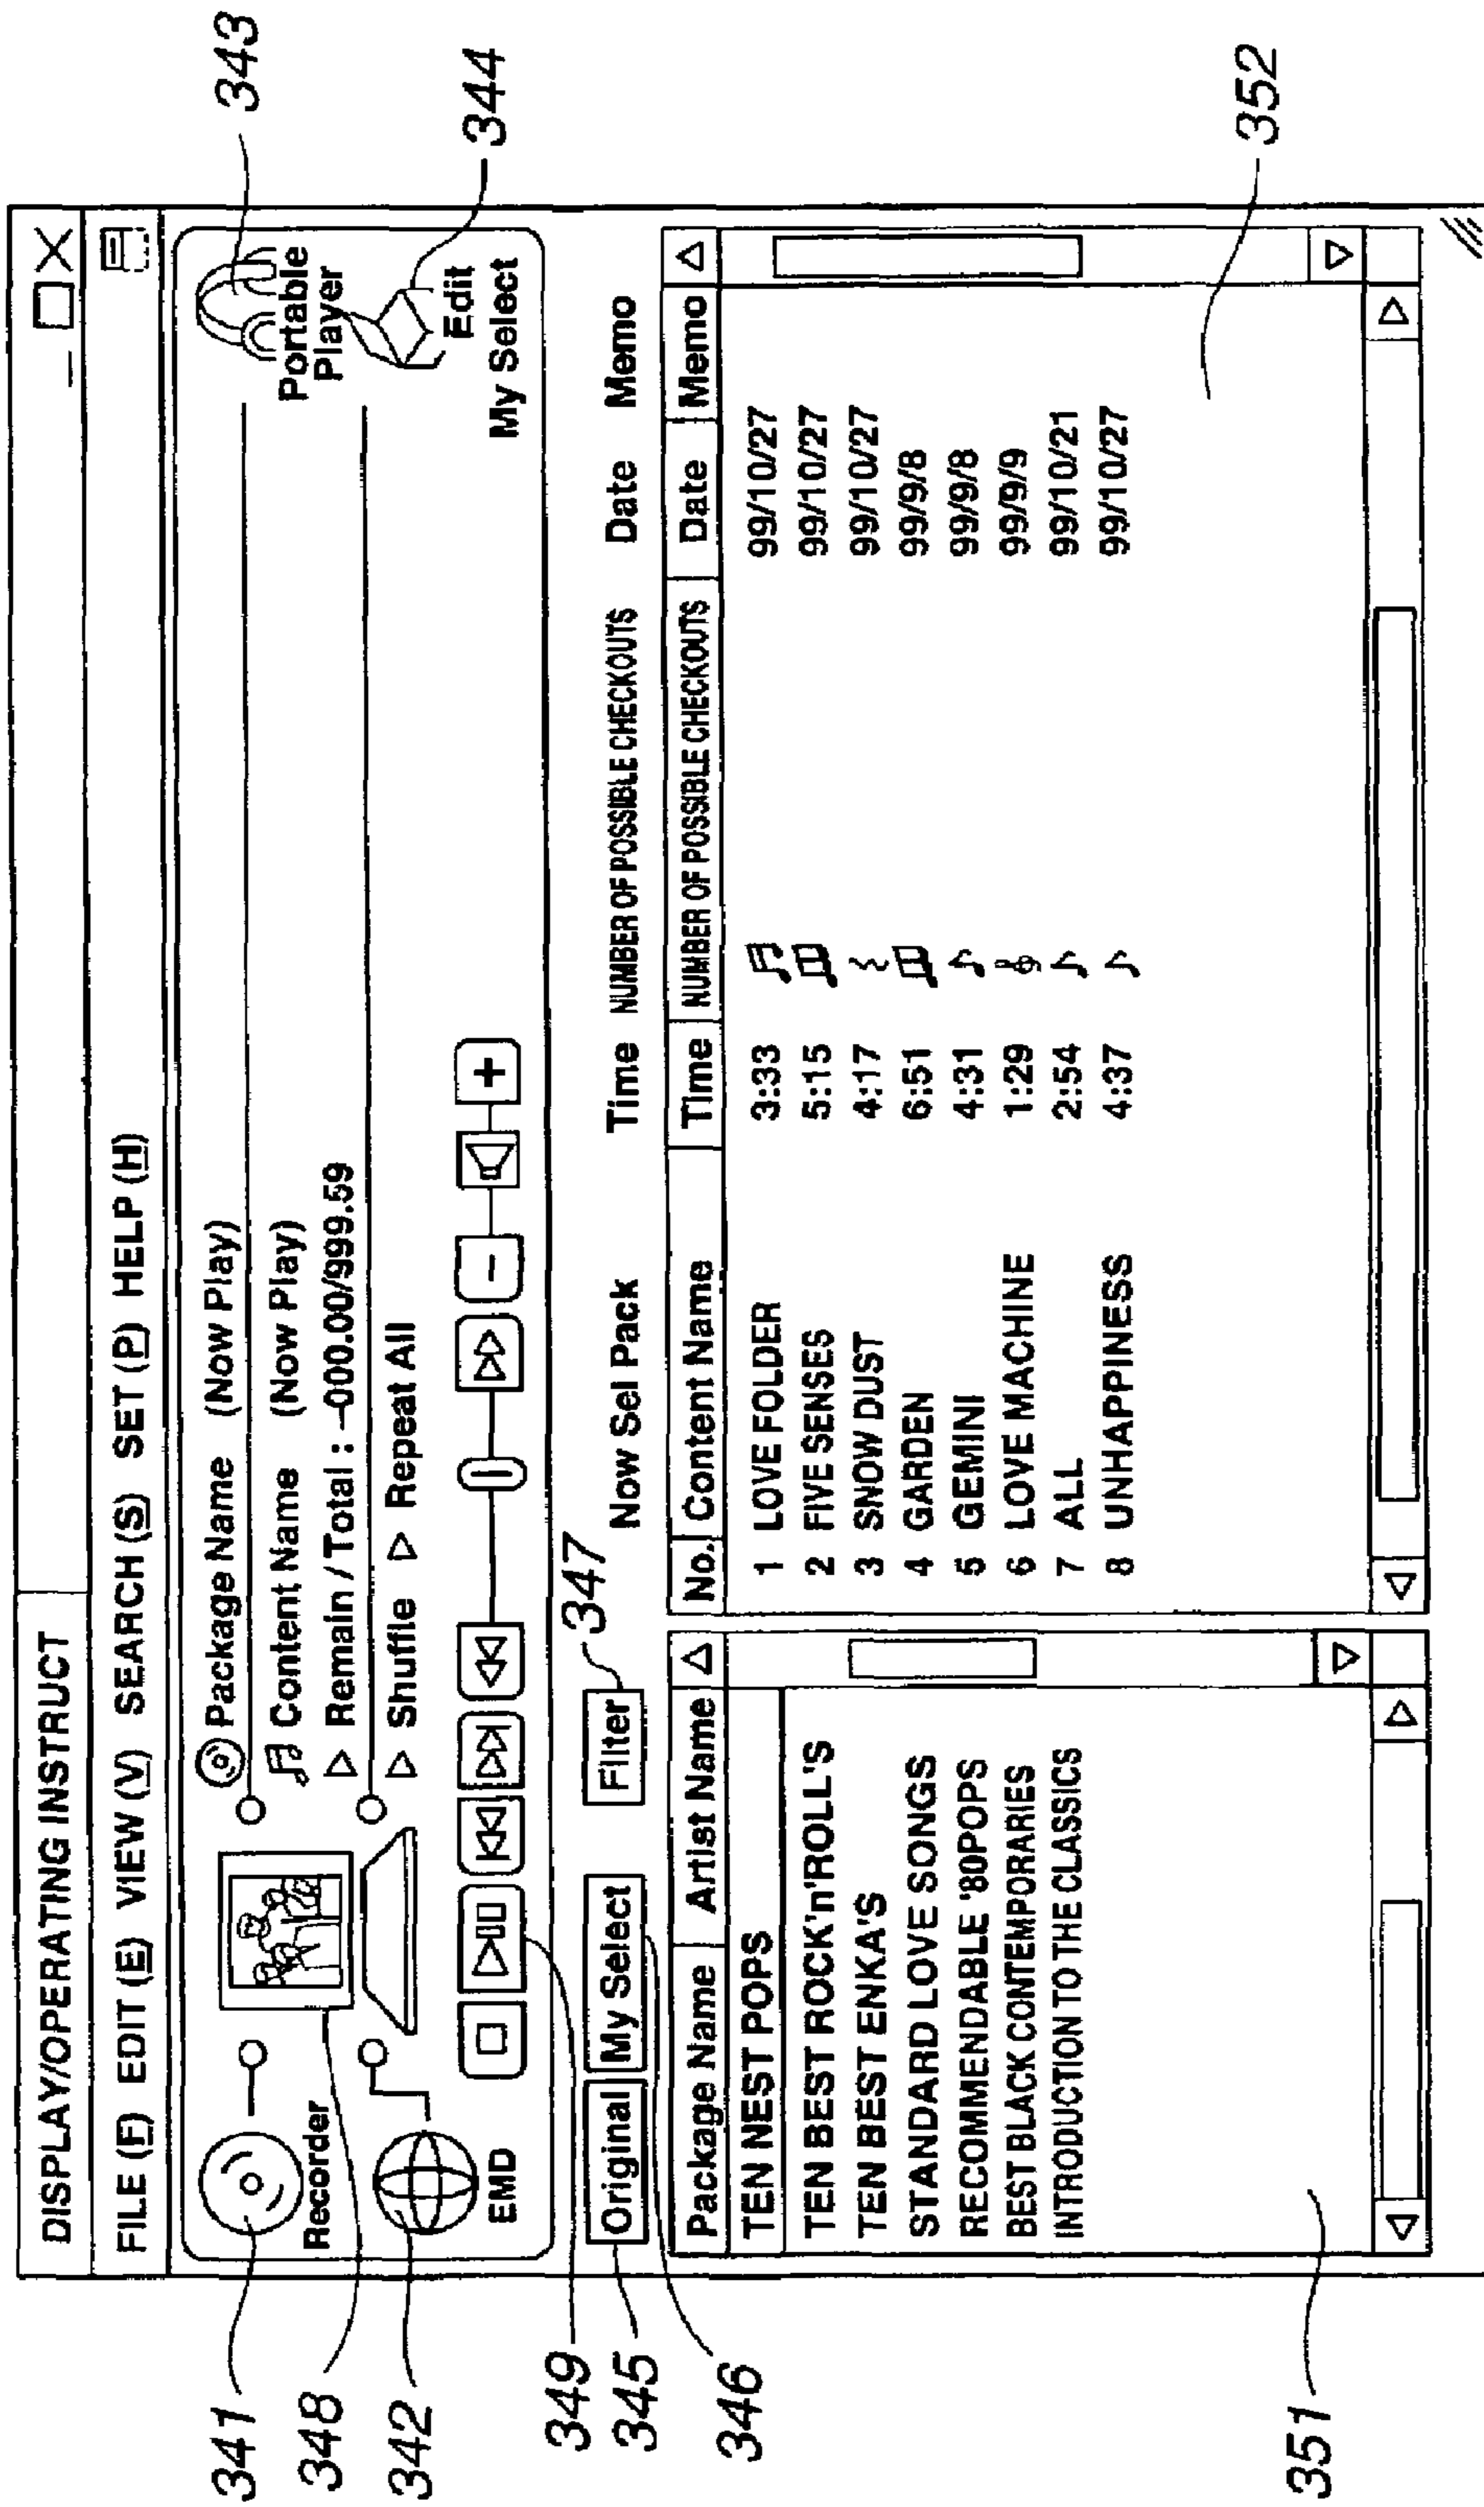 DISPLAY/OPERATING INSTRUCT
FILE (F) EDIT (E) VIEW (V) SEARCH (S) SET (P) HELP (H)
341
348
342
Recorder
EMD
Package Name (Now Play)
Content Name (Now Play)
Remain / Total : -000.00/999.59
Shuffle Repeat All
Portable
Player
343
Edit
My Select
344
349
345
346
Original My Select Filter
347
Now Sel Pack Time NUMBER OF POSSIBLE CHECKOUTS Date Memo
Package Name Artist Name
TEN NEST POPS
TEN BEST ROCK'n'ROLL'S
TEN BEST ENKA'S
STANDARD LOVE SONGS
RECOMMENDABLE '80POPS
BEST BLACK CONTEMPORARIES
INTRODUCTION TO THE CLASSICS
351
No. Content Name Time NUMBER OF POSSIBLE CHECKOUTS Date Memo
1 LOVE FOLDER 3:33 99/10/27
2 FIVE SENSES 5:15 99/10/27
3 SNOW DUST 4:17 99/10/27
4 GARDEN 6:51 99/9/8
5 GEMINI 4:31 99/9/8
6 LOVE MACHINE 1:29 99/9/9
7 ALL 2:54 99/10/21
8 UNHAPPINESS 4:37 99/10/27
352